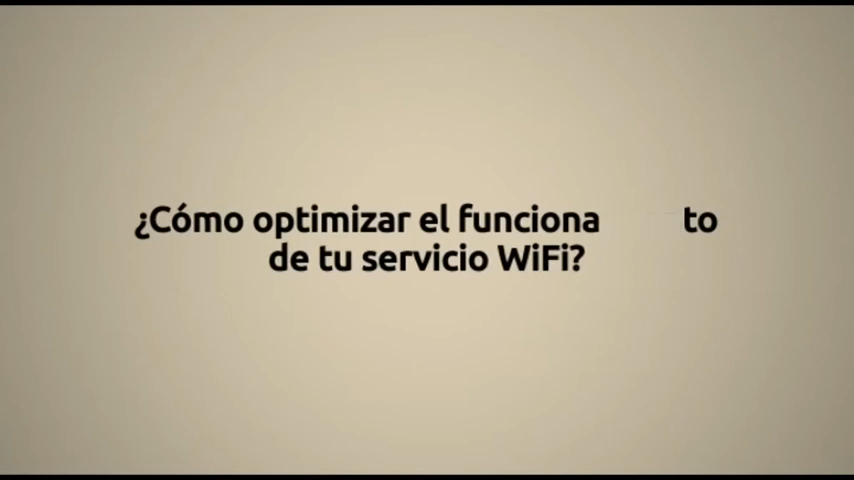 ¿Cómo optimizar el funciona to
de tu servicio WiFi?